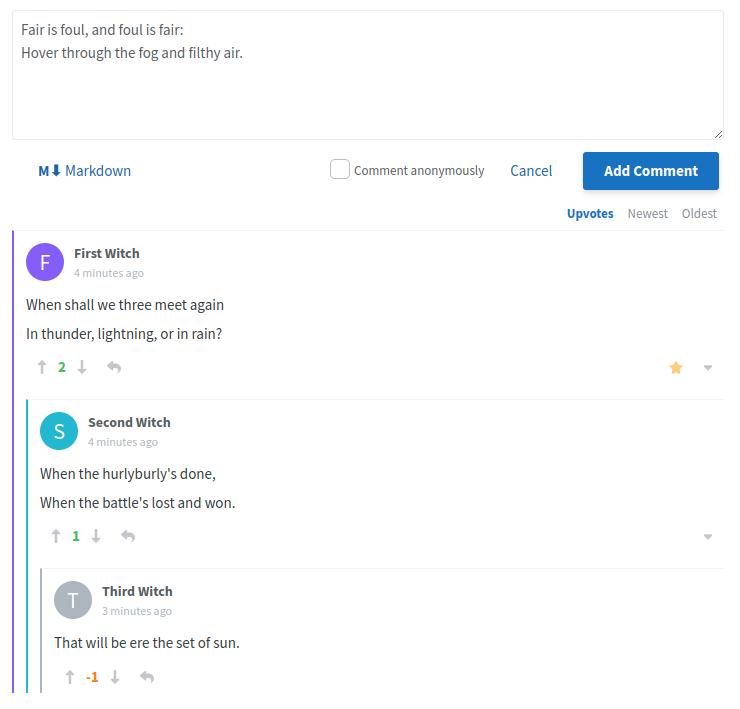 Fair is foul, and foul is fair:
Hover through the fog and filthy air.
M⬇ Markdown
Comment anonymously
Cancel
Add Comment
Upvotes Newest Oldest
F
First Witch
4 minutes ago
When shall we three meet again
In thunder, lightning, or in rain?
2
S
Second Witch
4 minutes ago
When the hurlyburly's done,
When the battle's lost and won.
1
T
Third Witch
3 minutes ago
That will be ere the set of sun.
-1